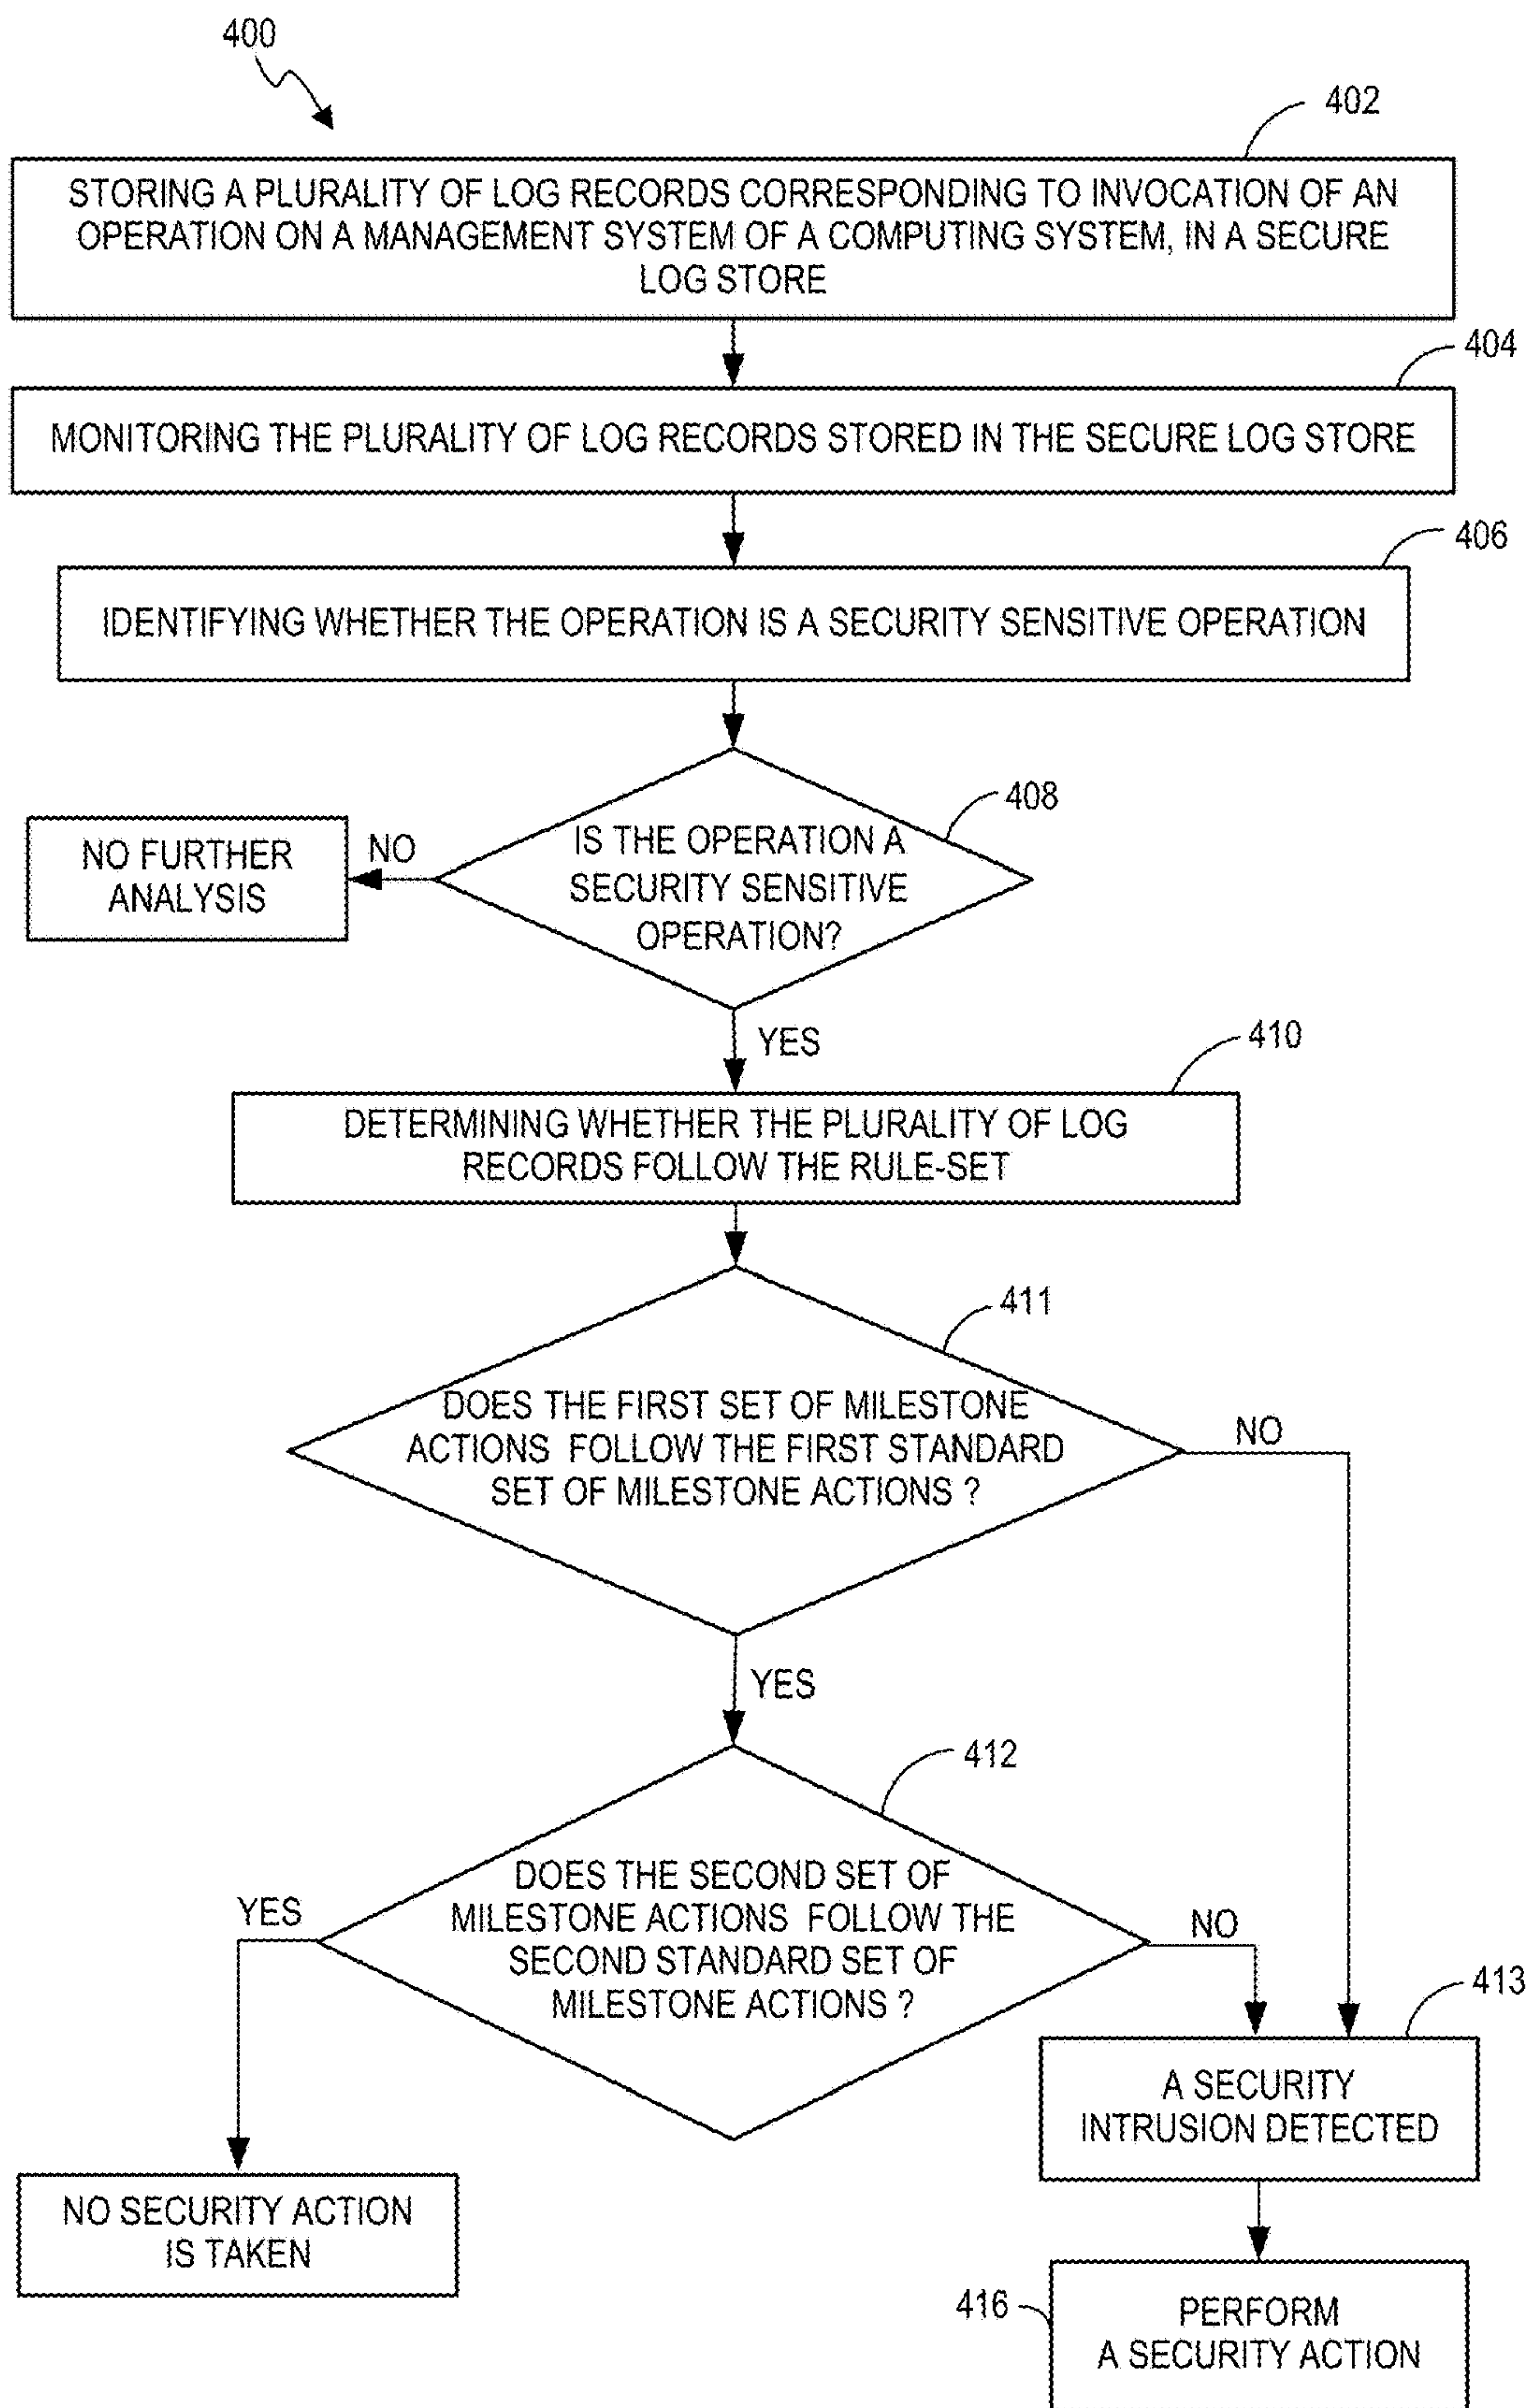 400
402
STORING A PLURALITY OF LOG RECORDS CORRESPONDING TO INVOCATION OF AN
OPERATION ON A MANAGEMENT SYSTEM OF A COMPUTING SYSTEM, IN A SECURE
LOG STORE
404
MONITORING THE PLURALITY OF LOG RECORDS STORED IN THE SECURE LOG STORE
406
IDENTIFYING WHETHER THE OPERATION IS A SECURITY SENSITIVE OPERATION
408
IS THE OPERATION A
SECURITY SENSITIVE
OPERATION?
NO
NO FURTHER
ANALYSIS
YES
410
DETERMINING WHETHER THE PLURALITY OF LOG
RECORDS FOLLOW THE RULE-SET
411
DOES THE FIRST SET OF MILESTONE
ACTIONS FOLLOW THE FIRST STANDARD
SET OF MILESTONE ACTIONS ?
NO
YES
412
DOES THE SECOND SET OF
MILESTONE ACTIONS FOLLOW THE
SECOND STANDARD SET OF
MILESTONE ACTIONS ?
YES
NO
413
A SECURITY
INTRUSION DETECTED
NO SECURITY ACTION
IS TAKEN
416
PERFORM
A SECURITY ACTION